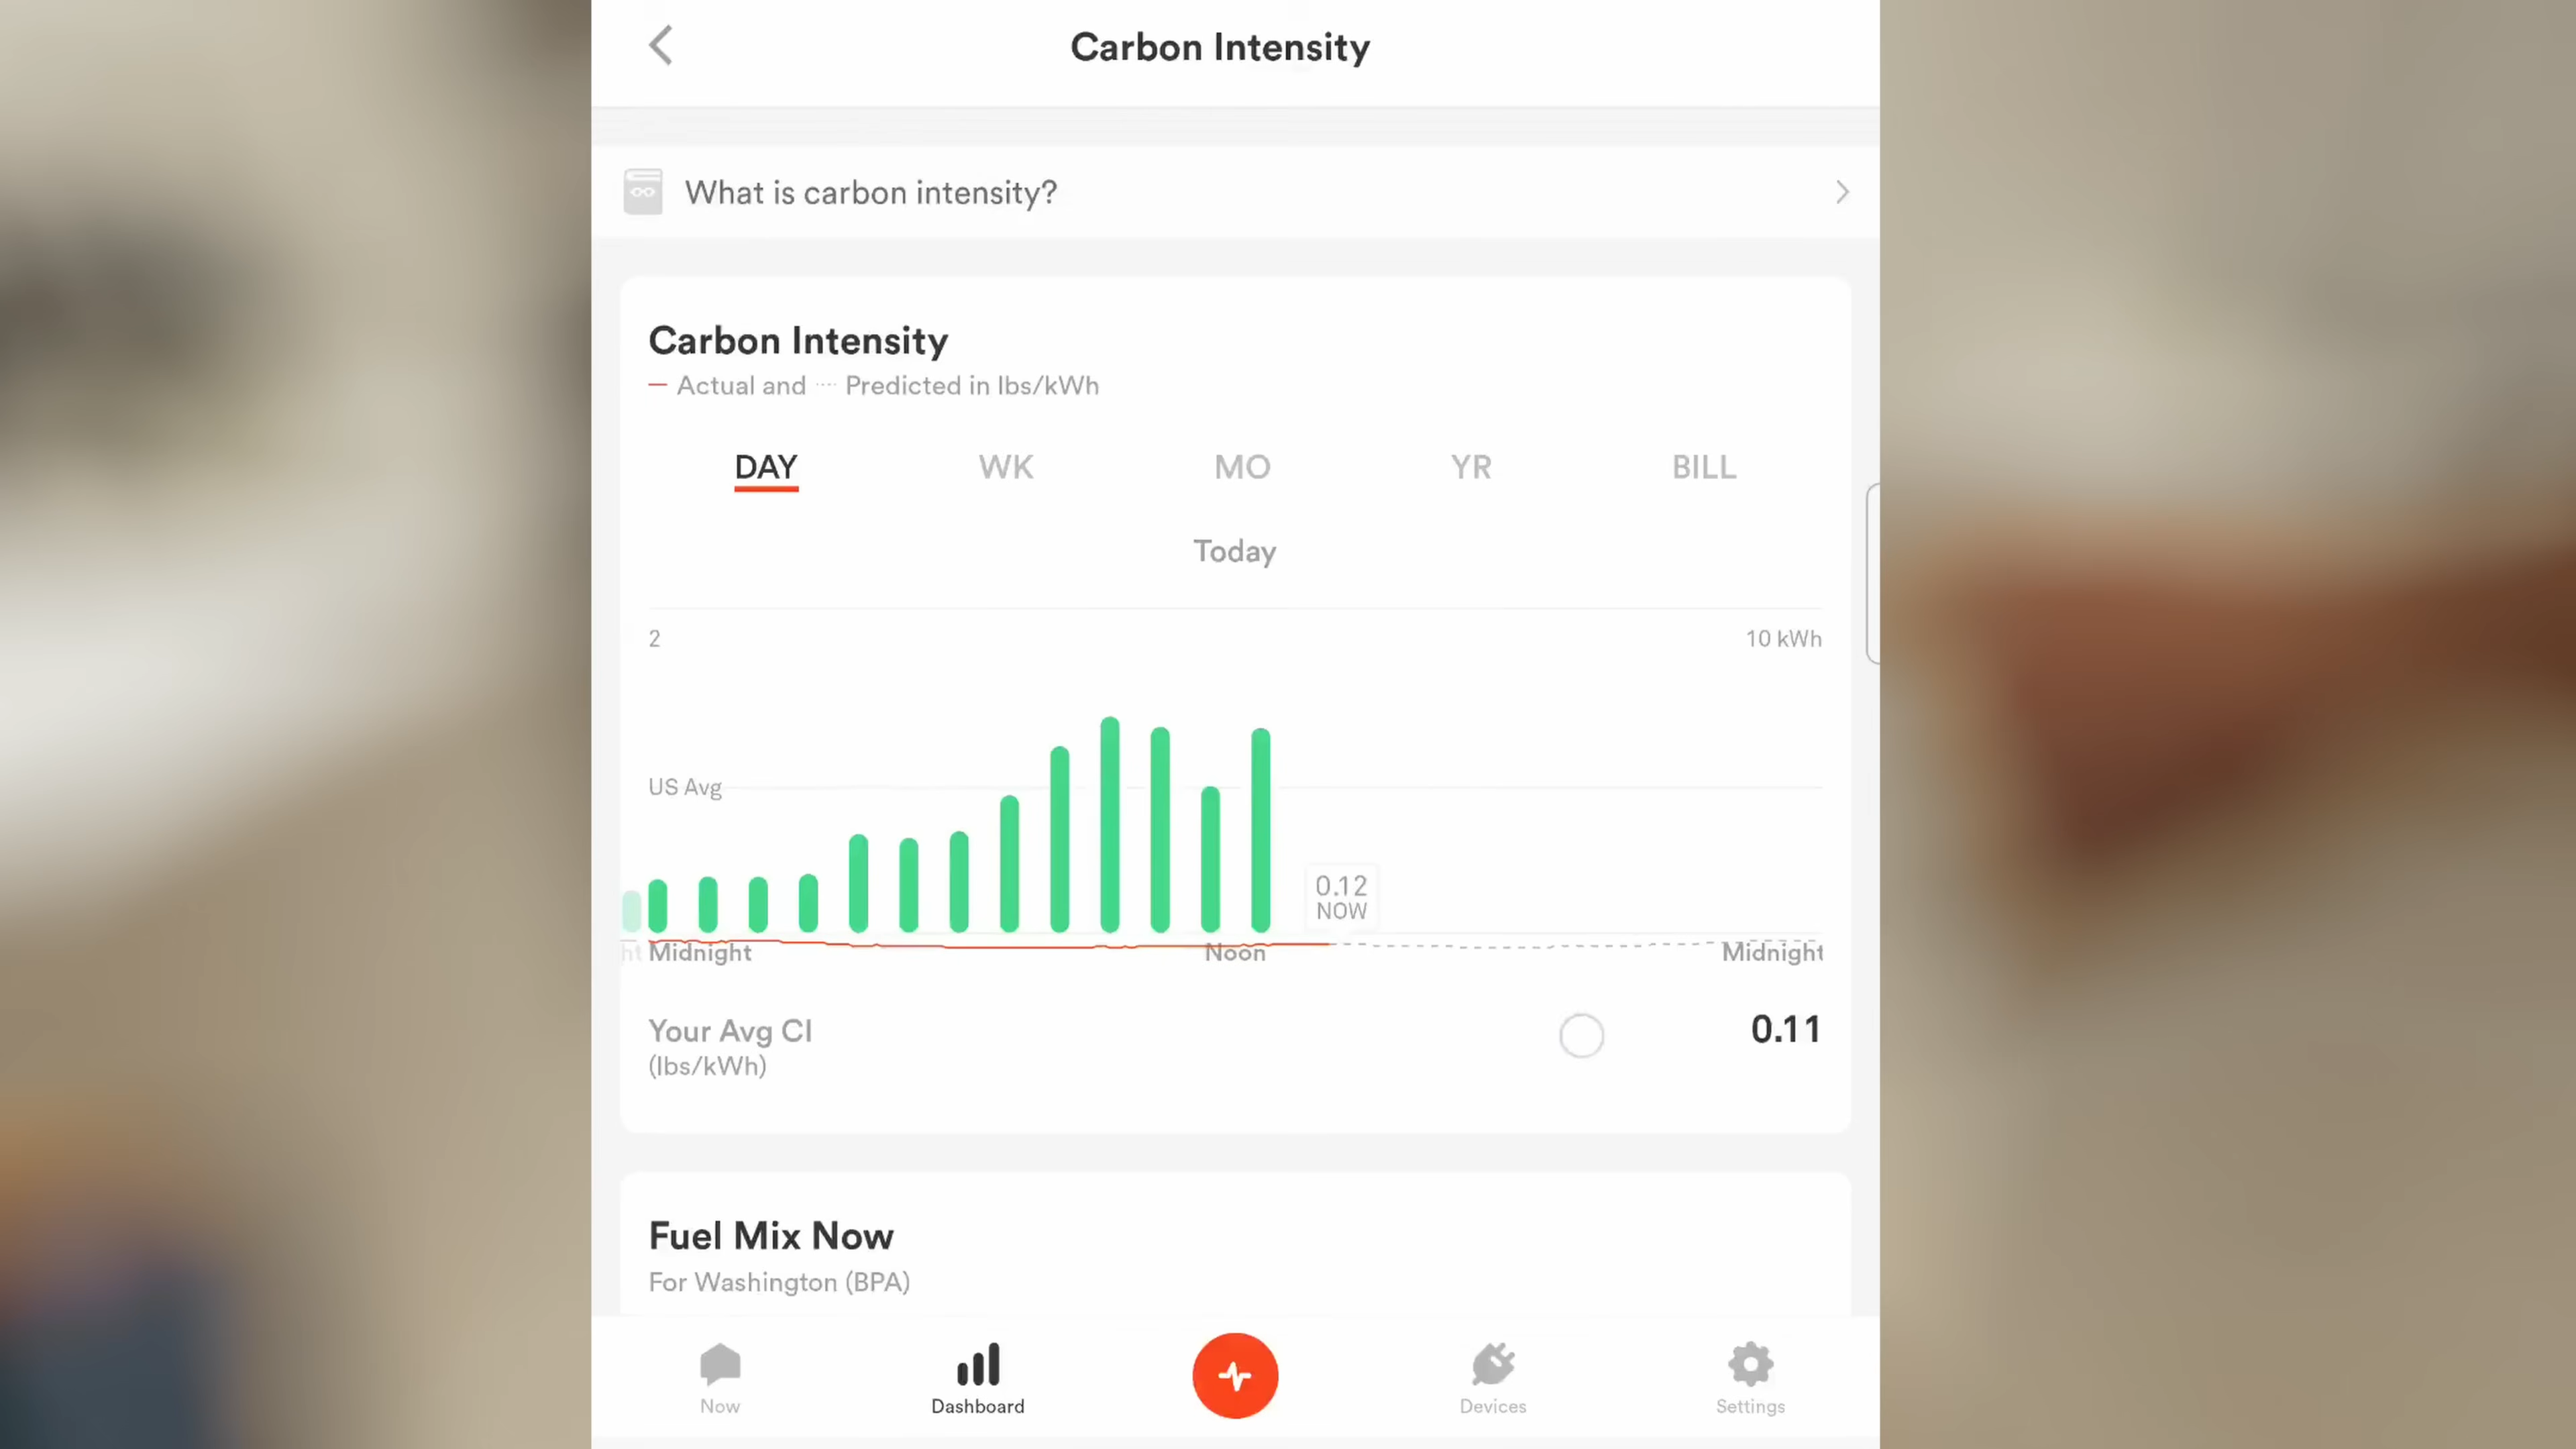 Carbon Intensity
What is carbon intensity?
Carbon Intensity
Actual and Predicted in lbs/kWh
DAY WK MO YR BILL
Today
2 10 kWh
US Avg
0.12
NOW
ht Midnight Noon Midnight
Your Avg CI 0.11
(lbs/kWh)
Fuel Mix Now
For Washington (BPA)
Now Dashboard Devices Settings